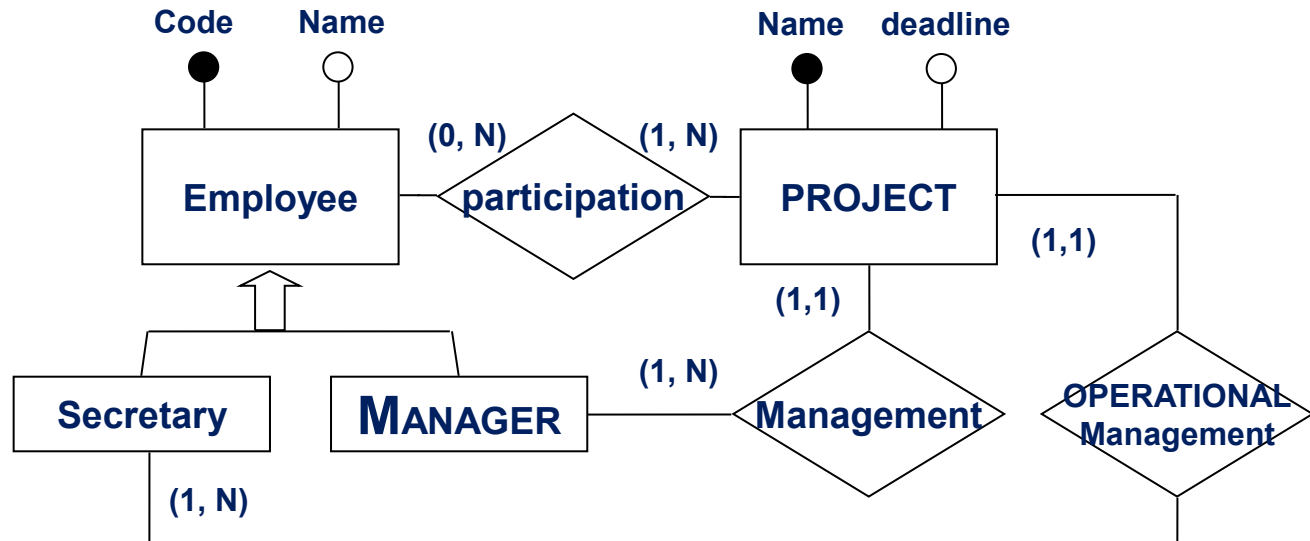 Code Name Name deadline
(0, N) (1, N)
Employee participation PROJECT
(1,1)
(1,1)
(1, N)
Secretary MANAGER Management OPERATIONAL
Management
(1, N)